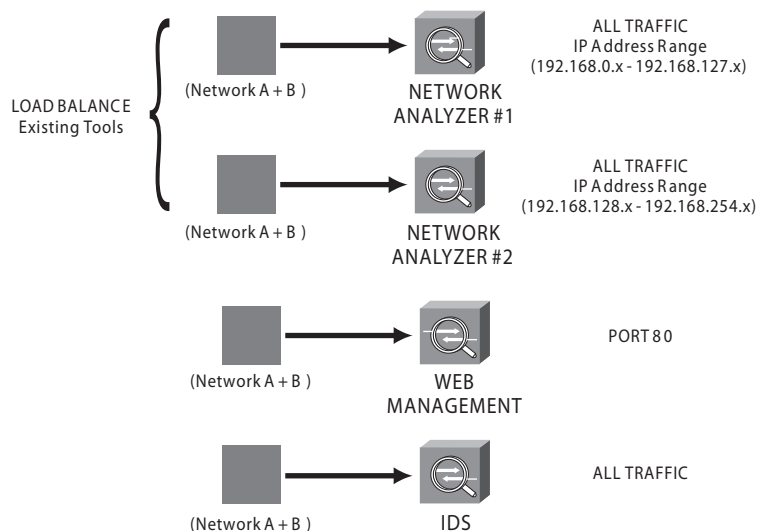 LOAD BALANCE
Existing Tools
(Network A + B )
NETWORK
ANALYZER #1
ALL TRAFFIC
IP Address Range
(192.168.0.x - 192.168.127.x)
(Network A + B )
NETWORK
ANALYZER #2
ALL TRAFFIC
IP Address Range
(192.168.128.x - 192.168.254.x)
(Network A + B )
WEB
MANAGEMENT
PORT 80
(Network A + B )
IDS
ALL TRAFFIC